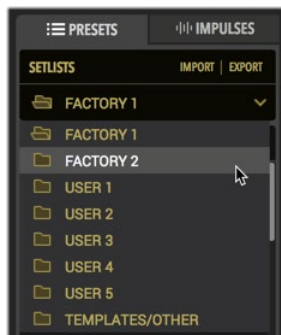 PRESETS IMPULSES
SETLISTS IMPORT | EXPORT
FACTORY 1
FACTORY 1
FACTORY 2
USER 1
USER 2
USER 3
USER 4
USER 5
TEMPLATES/OTHER